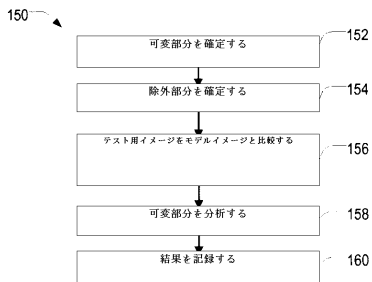 150
可変部分を確定する
152
除外部分を確定する
154
テスト用イメージをモデルイメージと比較する
156
可変部分を分析する
158
結果を記録する
160